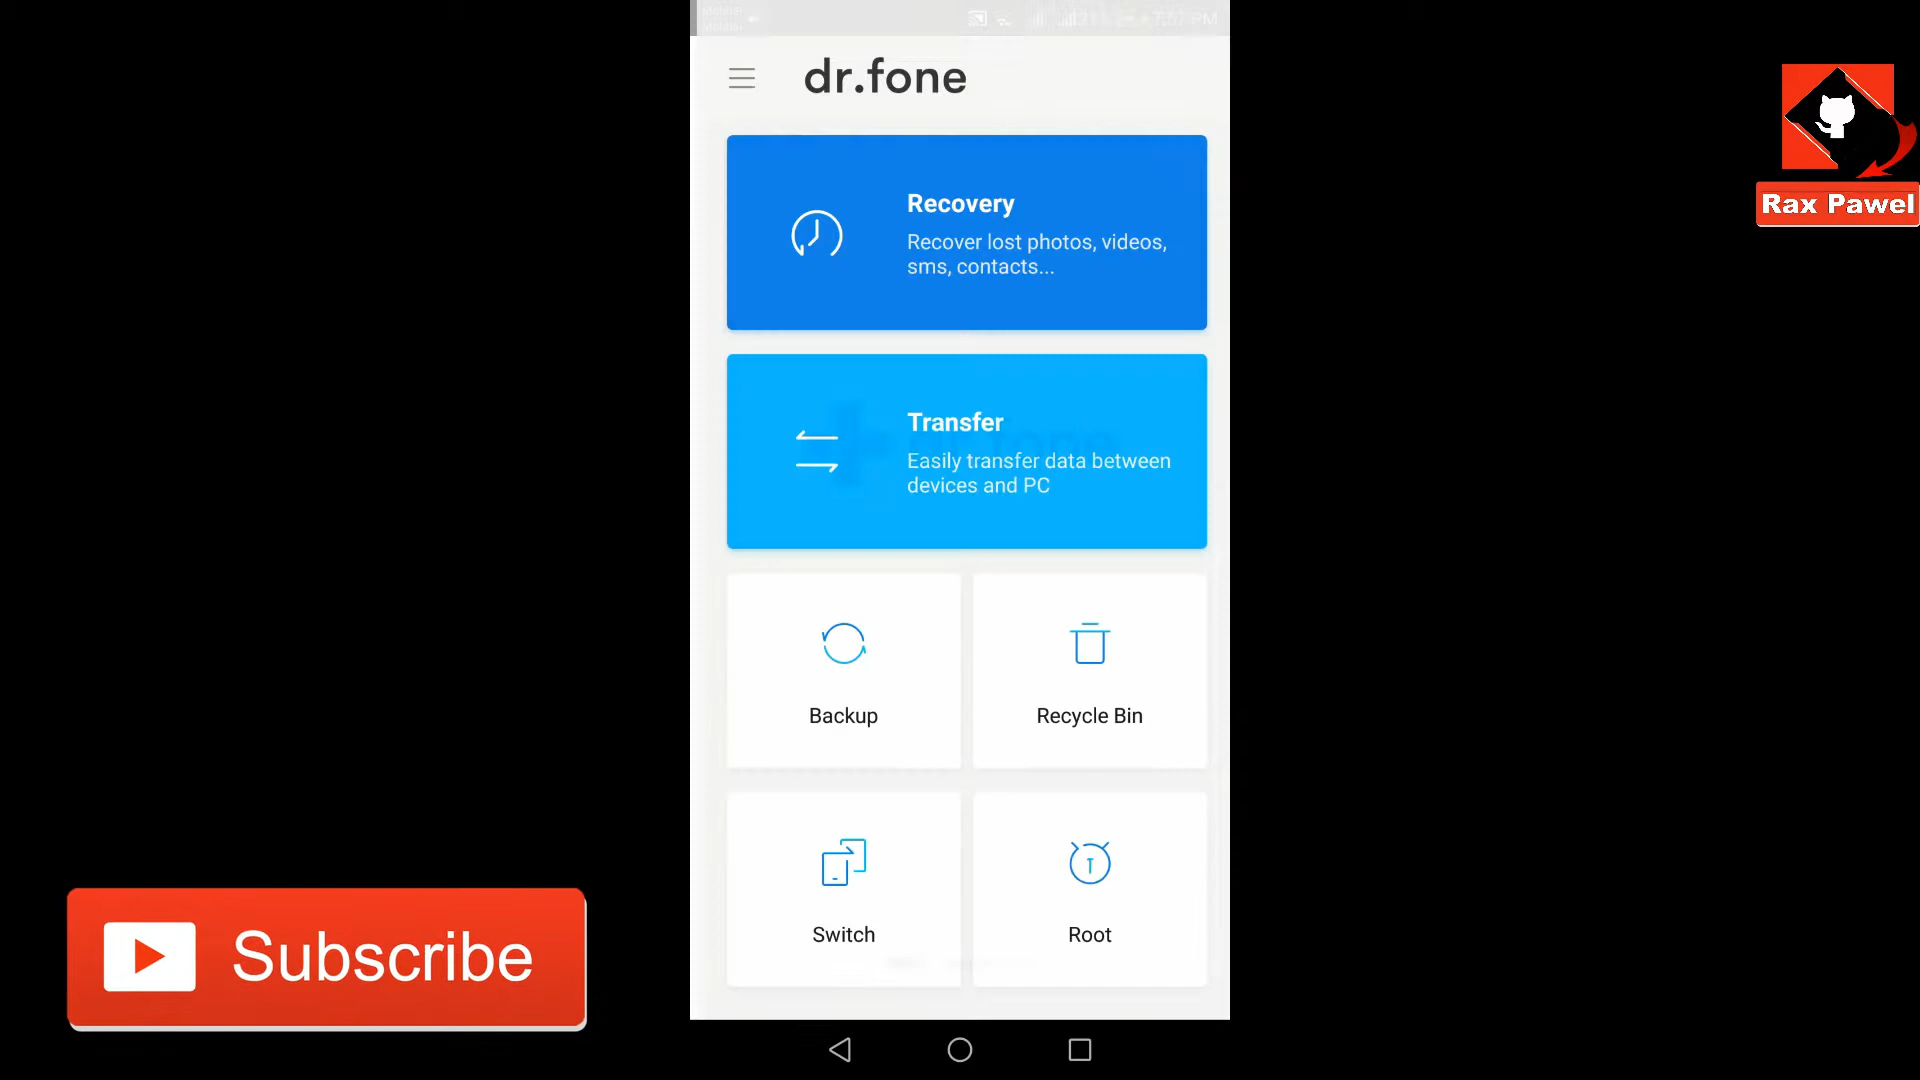 dr.fone
Recovery
Recover lost photos, videos,
sms, contacts...
Transfer
Easily transfer data between
devices and PC
Backup
Recycle Bin
Switch
Root
Rax Pawel
Subscribe